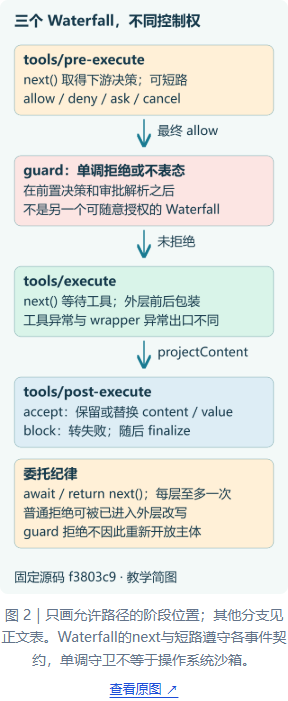 三个 Waterfall，不同控制权
tools/pre-execute
next() 取得下游决策；可短路
allow / deny / ask / cancel
最终 allow
guard：单调拒绝或不表态
在前置决策和审批解析之后
不是另一个可随意授权的 Waterfall
未拒绝
tools/execute
next() 等待工具；外层前后包装
工具异常与 wrapper 异常出口不同
projectContent
tools/post-execute
accept：保留或替换 content / value
block：转失败；随后 finalize
委托纪律
await / return next()；每层至多一次
普通拒绝可被已进入外层改写
guard 拒绝不因此重新开放主体
固定源码 f3803c9 · 教学简图
图 2 | 只画允许路径的阶段位置；其他分支见
正文表。Waterfall的next与短路遵守各事件契
约，单调守卫不等于操作系统沙箱。
查看原图 ↗